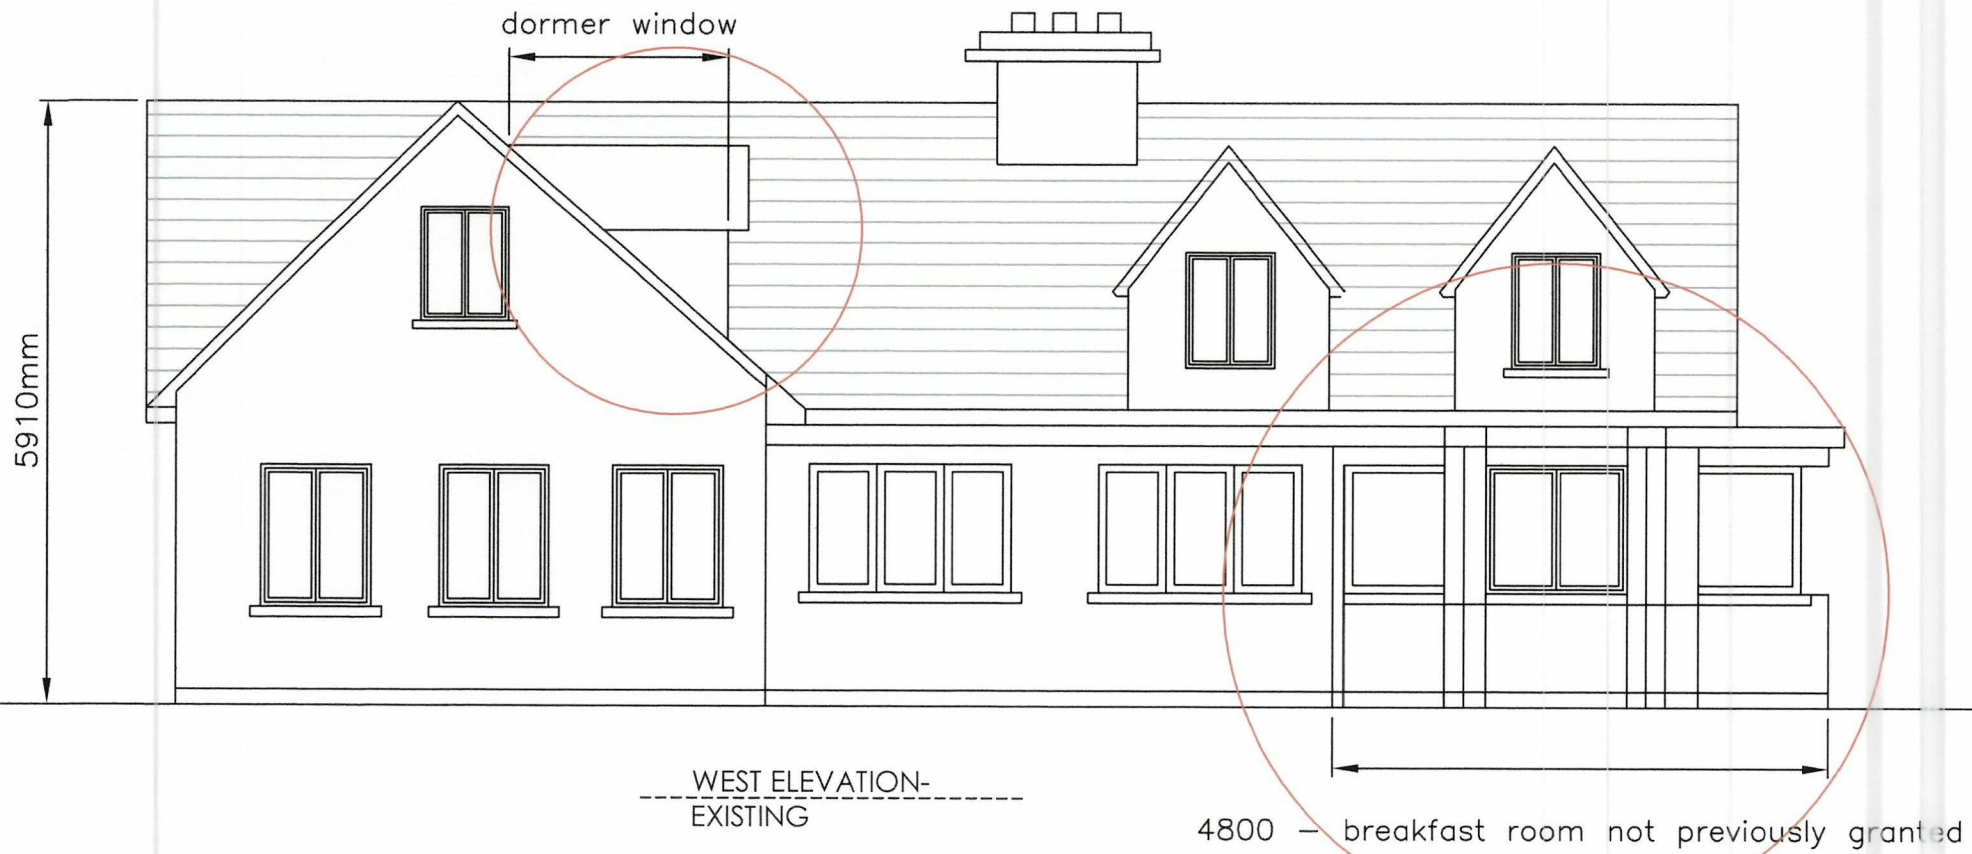 dormer window
5910mm
WEST ELEVATION-
EXISTING
4800 – breakfast room not previously granted